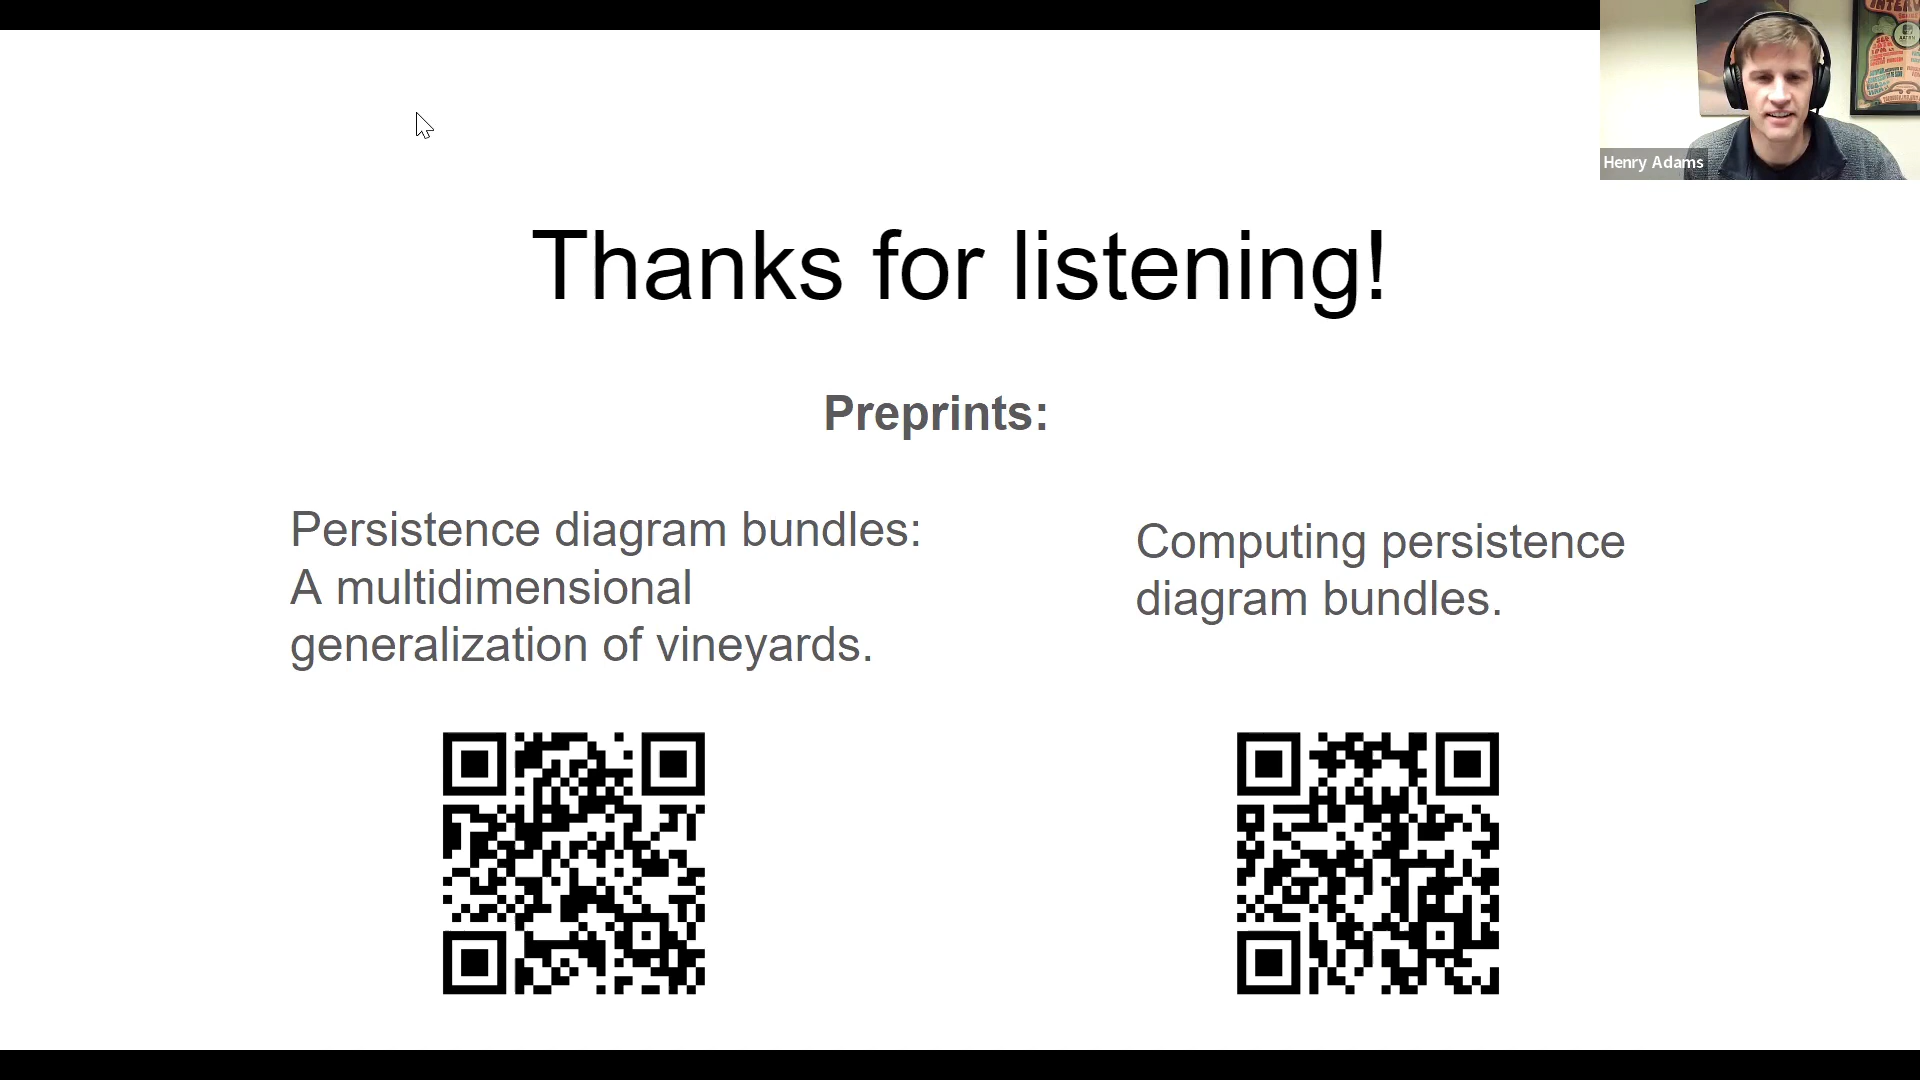 Henry Adams
Thanks for listening!
Preprints:
Persistence diagram bundles:
A multidimensional
generalization of vineyards.
Computing persistence
diagram bundles.